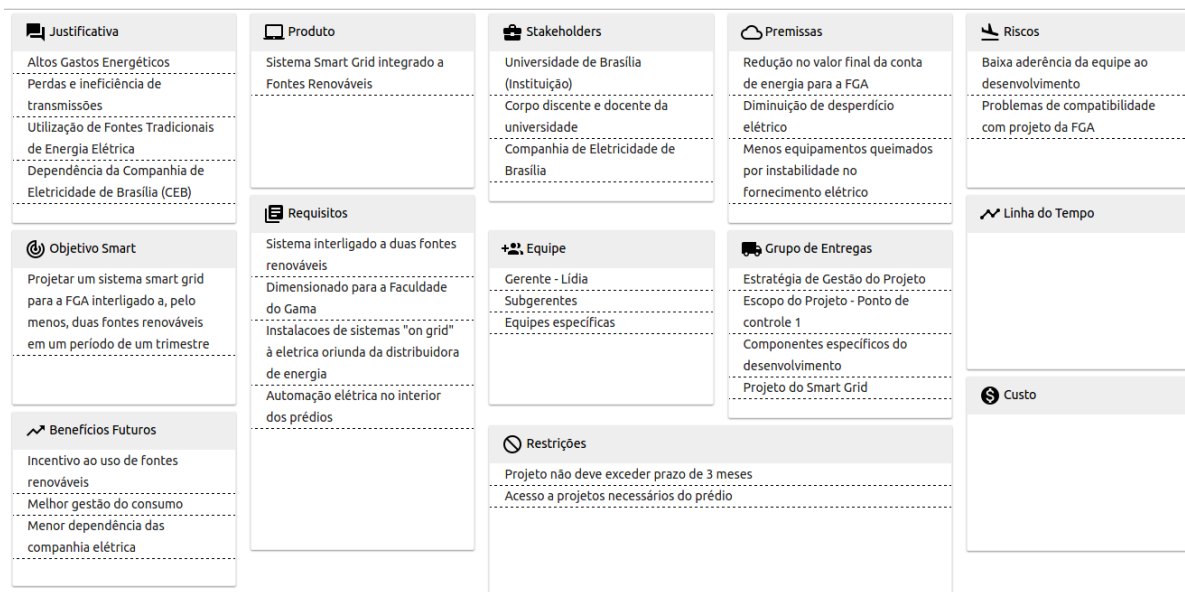 Justificativa
Altos Gastos Energéticos
Perdas e ineficiência de
transmissões
Utilização de Fontes Tradicionais
de Energia Elétrica
Dependência da Companhia de
Eletricidade de Brasília (CEB)
Objetivo Smart
Projetar um sistema smart grid
para a FGA interligado a, pelo
menos, duas fontes renováveis
em um período de um trimestre
Benefícios Futuros
Incentivo ao uso de fontes
renováveis
Melhor gestão do consumo
Menor dependência das
companhia elétrica
Produto
Sistema Smart Grid integrado a
Fontes Renováveis
Requisitos
Sistema interligado a duas fontes
renováveis
Dimensionado para a Faculdade
do Gama
Instalacoes de sistemas "on grid"
à eletrica oriunda da distribuidora
de energia
Automação elétrica no interior
dos prédios
Stakeholders
Universidade de Brasília
(Instituição)
Corpo discente e docente da
universidade
Companhia de Eletricidade de
Brasília
Equipe
Gerente - Lídia
Subgerentes
Equipes específicas
Premissas
Redução no valor final da conta
de energia para a FGA
Diminuição de desperdício
elétrico
Menos equipamentos queimados
por instabilidade no
fornecimento elétrico
Grupo de Entregas
Estratégia de Gestão do Projeto
Escopo do Projeto - Ponto de
controle 1
Componentes específicos do
desenvolvimento
Projeto do Smart Grid
Restrições
Projeto não deve exceder prazo de 3 meses
Acesso a projetos necessários do prédio
Riscos
Baixa aderência da equipe ao
desenvolvimento
Problemas de compatibilidade
com projeto da FGA
Linha do Tempo
Custo